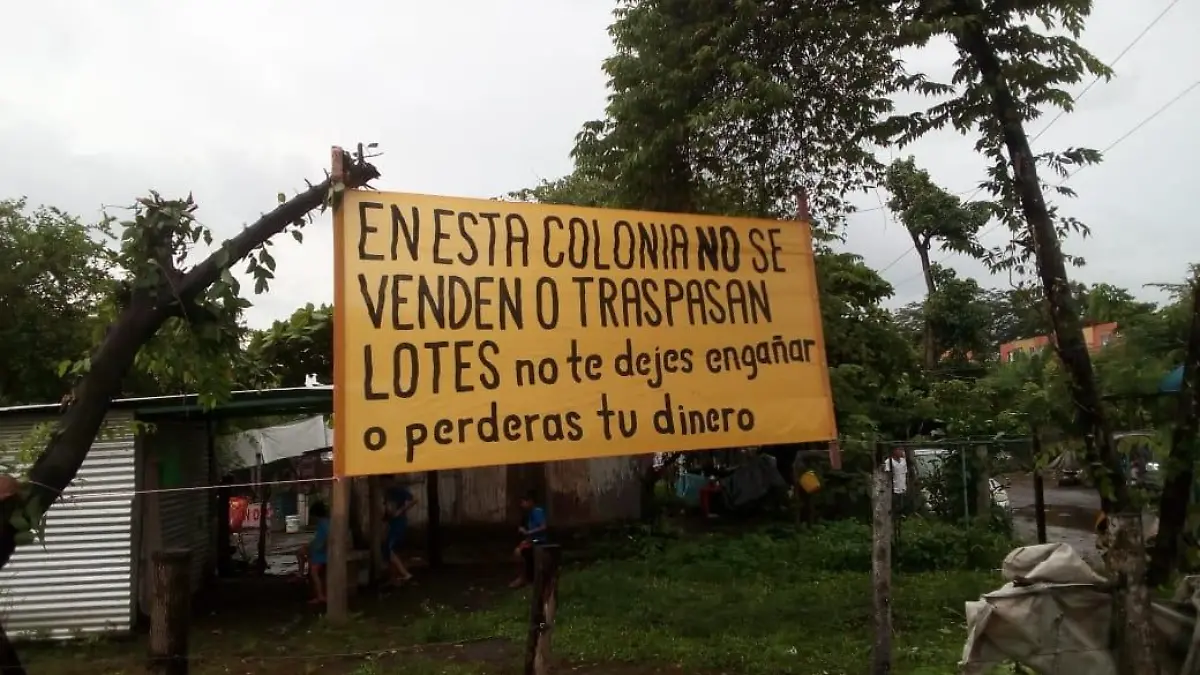 EN ESTA COLONIA NO SE
VENDEN O TRASPASAN
LOTES no te dejes engañar
o perderas tu dinero